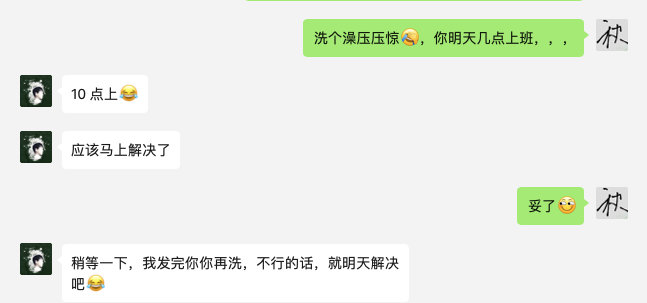 洗个澡压压惊🤣，你明天几点上班，，，
10 点上😂
应该马上解决了
妥了
稍等一下，我发完你你再洗，不行的话，就明天解决
吧😂